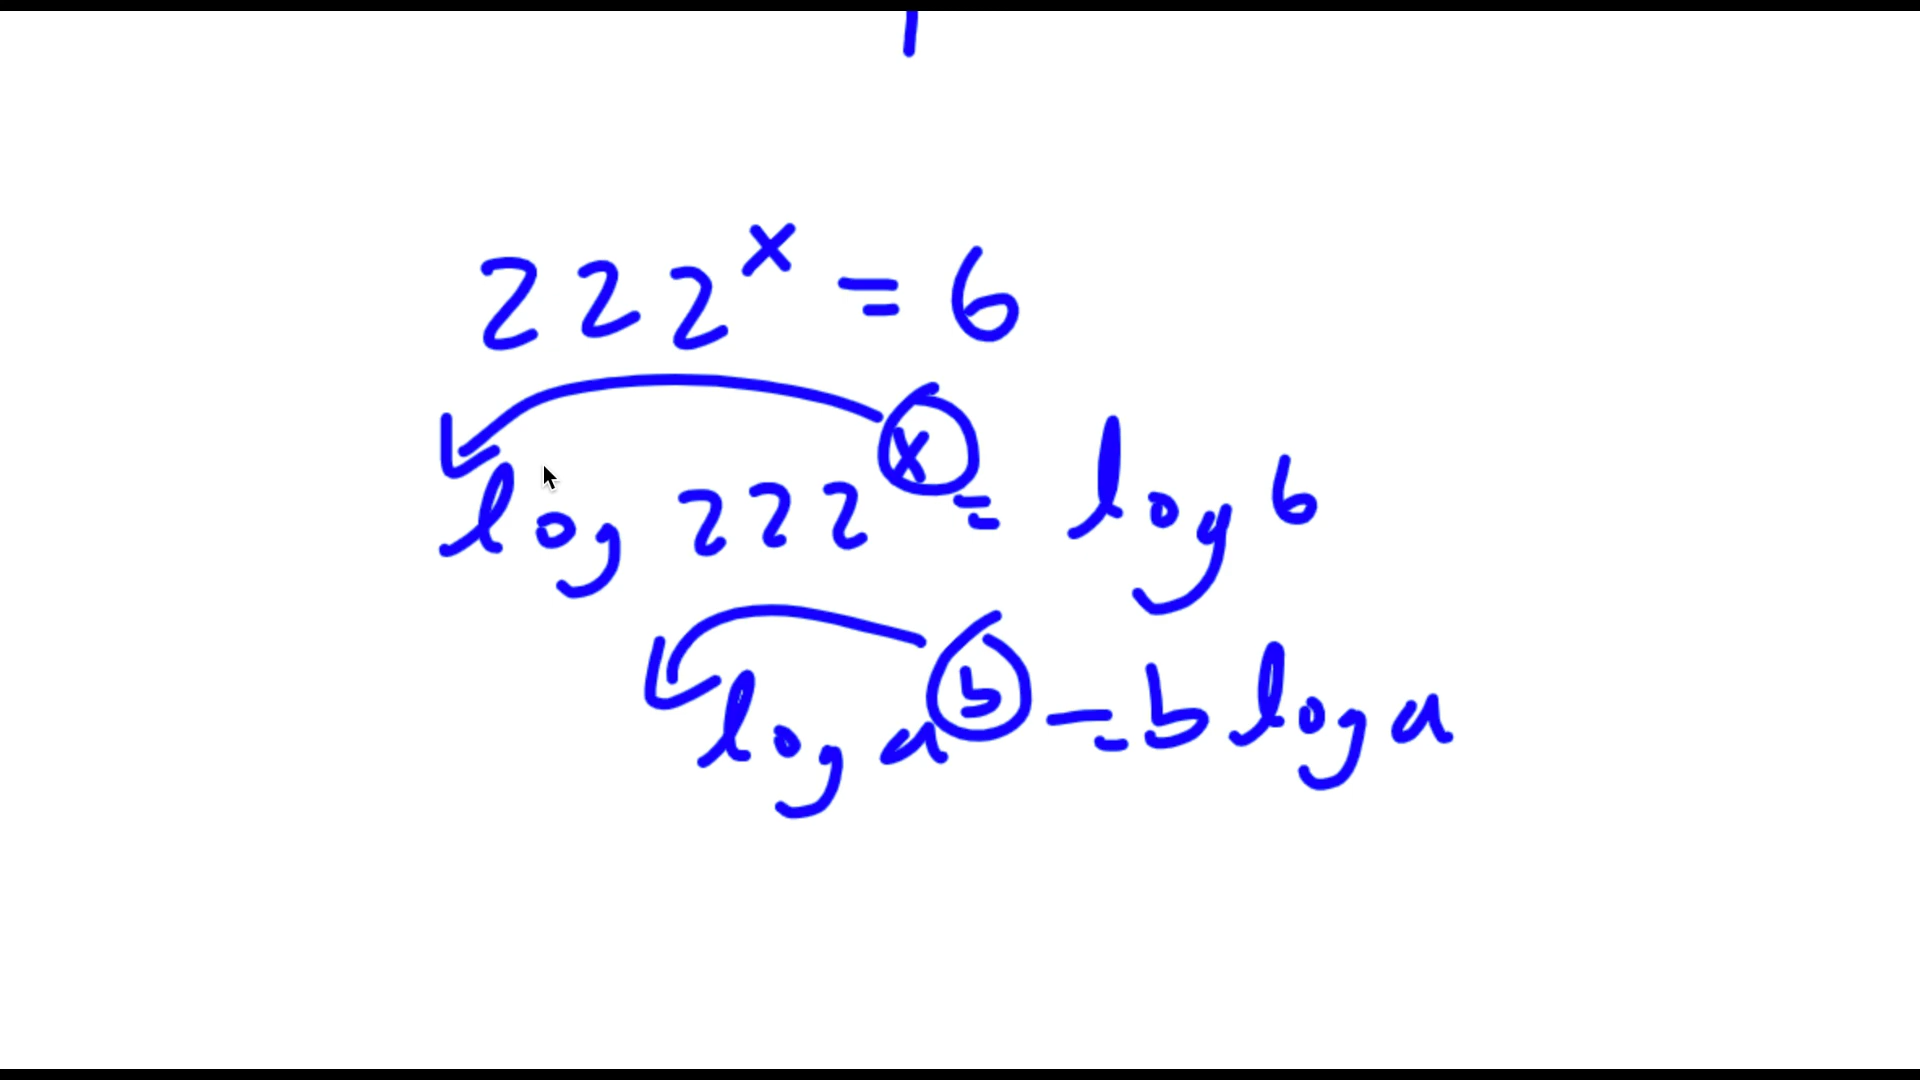 222^x = 6
log 222^x = log 6
log a^b = b log a